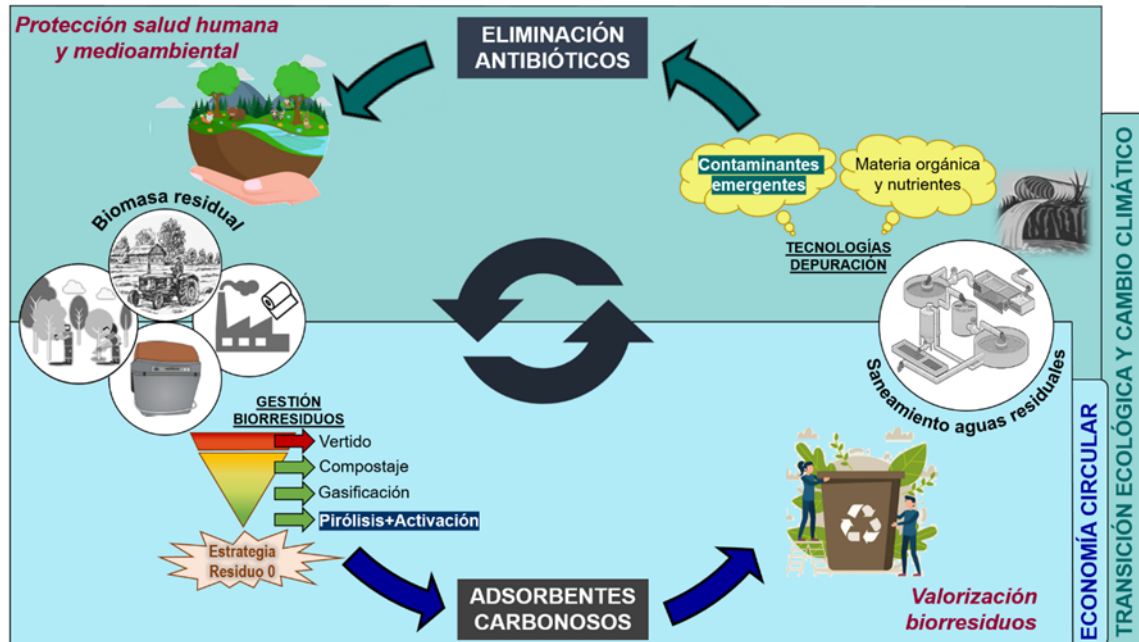 Protección salud humana
y medioambiental
ELIMINACIÓN
ANTIBIÓTICOS
Contaminantes
emergentes
Materia orgánica
y nutrientes
TECNOLOGÍAS
DEPURACIÓN
Biomasa residual
Saneamiento aguas residuales
GESTIÓN
BIORRESIDUOS
Vertido
Compostaje
Gasificación
Pirólisis+Activación
Estrategia
Residuo 0
ADSORBENTES
CARBONOSOS
Valorización
biorresiduos
ECONOMÍA CIRCULAR
TRANSICIÓN ECOLÓGICA Y CAMBIO CLIMÁTICO